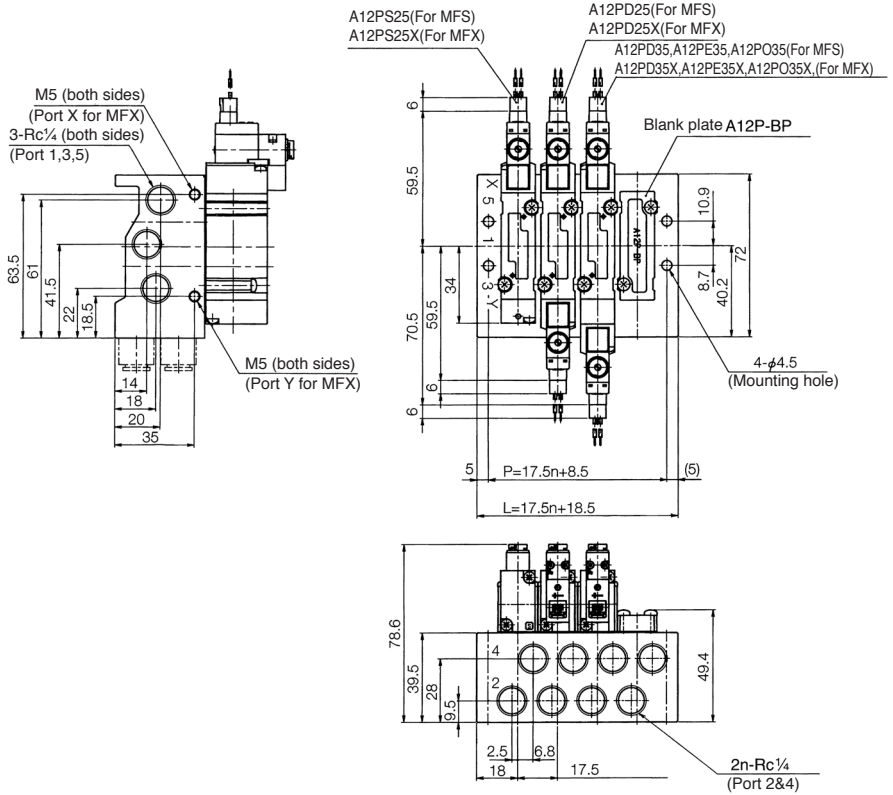 A12PS25(For MFS)
A12PS25X(For MFX)
A12PD25(For MFS)
A12PD25X(For MFX)
A12PD35,A12PE35,A12PO35(For MFS)
A12PD35X,A12PE35X,A12PO35X,(For MFX)
M5 (both sides)
(Port X for MFX)
3-Rc¼ (both sides)
(Port 1,3,5)
Blank plate A12P-BP
63.5
61
41.5
22
18.5
14
18
20
35
M5 (both sides)
(Port Y for MFX)
6
59.5
34
70.5
59.5
6
6
X
5
1
3
Y
A12P-BP
10.9
72
8.7
40.2
4-φ4.5
(Mounting hole)
5
P=17.5n+8.5
(5)
L=17.5n+18.5
78.6
39.5
28
9.5
4
2
49.4
2.5
6.8
18
17.5
2n-Rc¼
(Port 2&4)